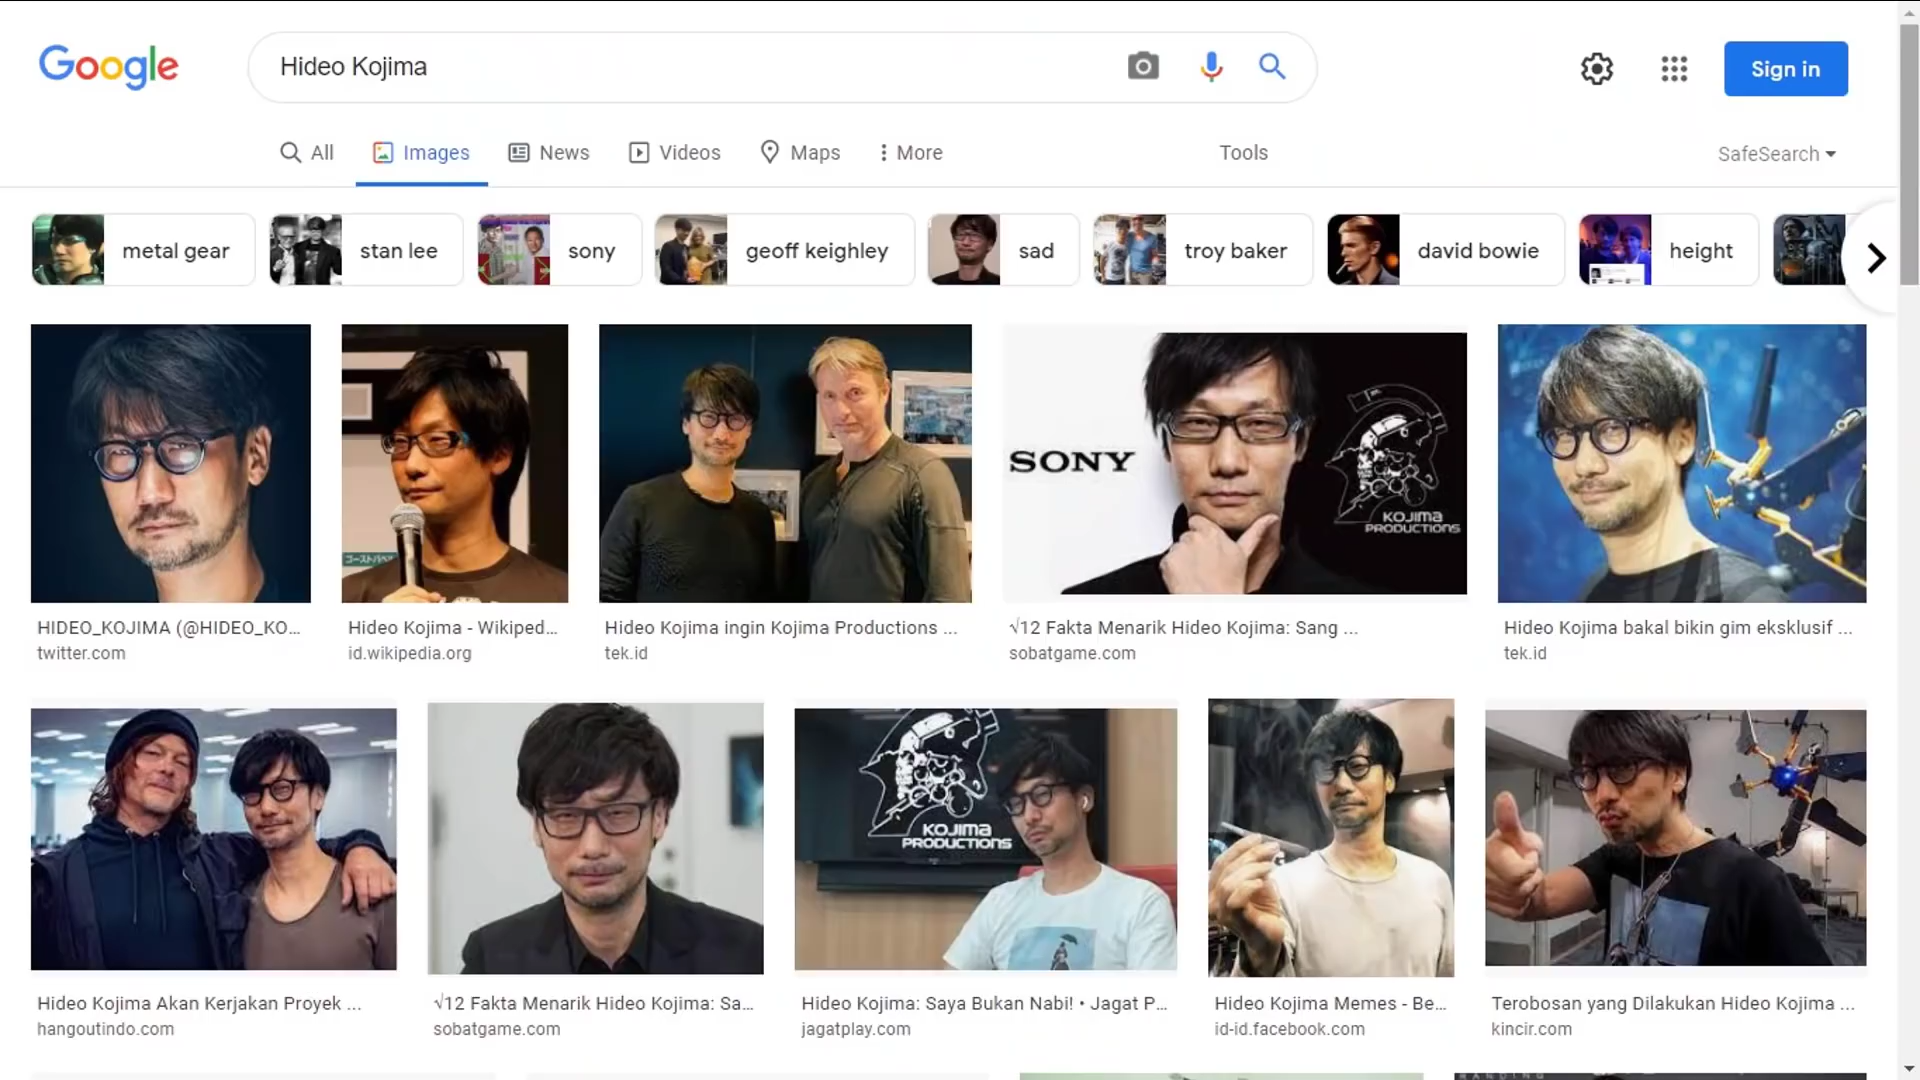 Google
Hideo Kojima
Sign in
All
Images
News
Videos
Maps
More
Tools
SafeSearch
metal gear
stan lee
sony
geoff keighley
sad
troy baker
david bowie
height
SONY
KOJIMA
PRODUCTIONS
HIDEO_KOJIMA (@HIDEO_KO...
twitter.com
Hideo Kojima - Wikiped...
id.wikipedia.org
Hideo Kojima ingin Kojima Productions ...
tek.id
√12 Fakta Menarik Hideo Kojima: Sang ...
sobatgame.com
Hideo Kojima bakal bikin gim eksklusif ...
tek.id
KOJIMA
PRODUCTIONS
Hideo Kojima Akan Kerjakan Proyek ...
hangoutindo.com
√12 Fakta Menarik Hideo Kojima: Sa...
sobatgame.com
Hideo Kojima: Saya Bukan Nabi! • Jagat P...
jagatplay.com
Hideo Kojima Memes - Be...
id-id.facebook.com
Terobosan yang Dilakukan Hideo Kojima ...
kincir.com